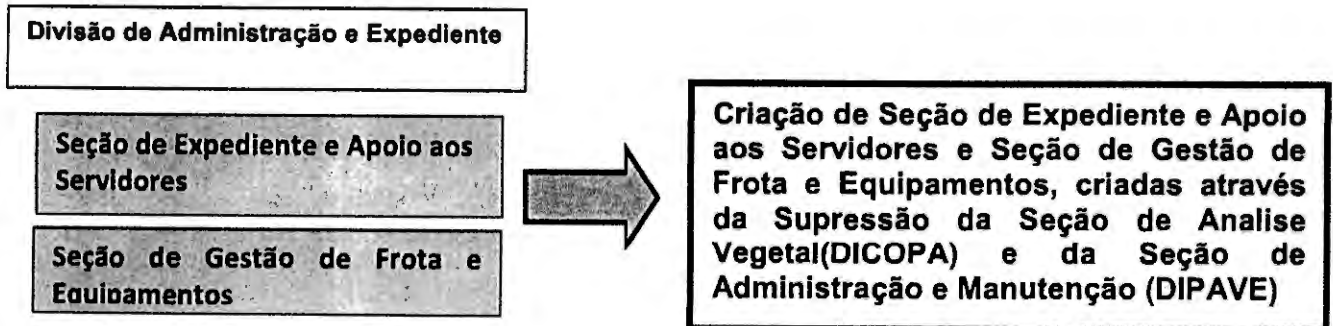 Divisão de Administração e Expediente
Seção de Expediente e Apoio aos
Servidores
Seção de Gestão de Frota e
Equipamentos
Criação de Seção de Expediente e Apoio
aos Servidores e Seção de Gestão de
Frota e Equipamentos, criadas através
da Supressão da Seção de Analise
Vegetal(DICOPA) e da Seção de
Administração e Manutenção (DIPAVE)